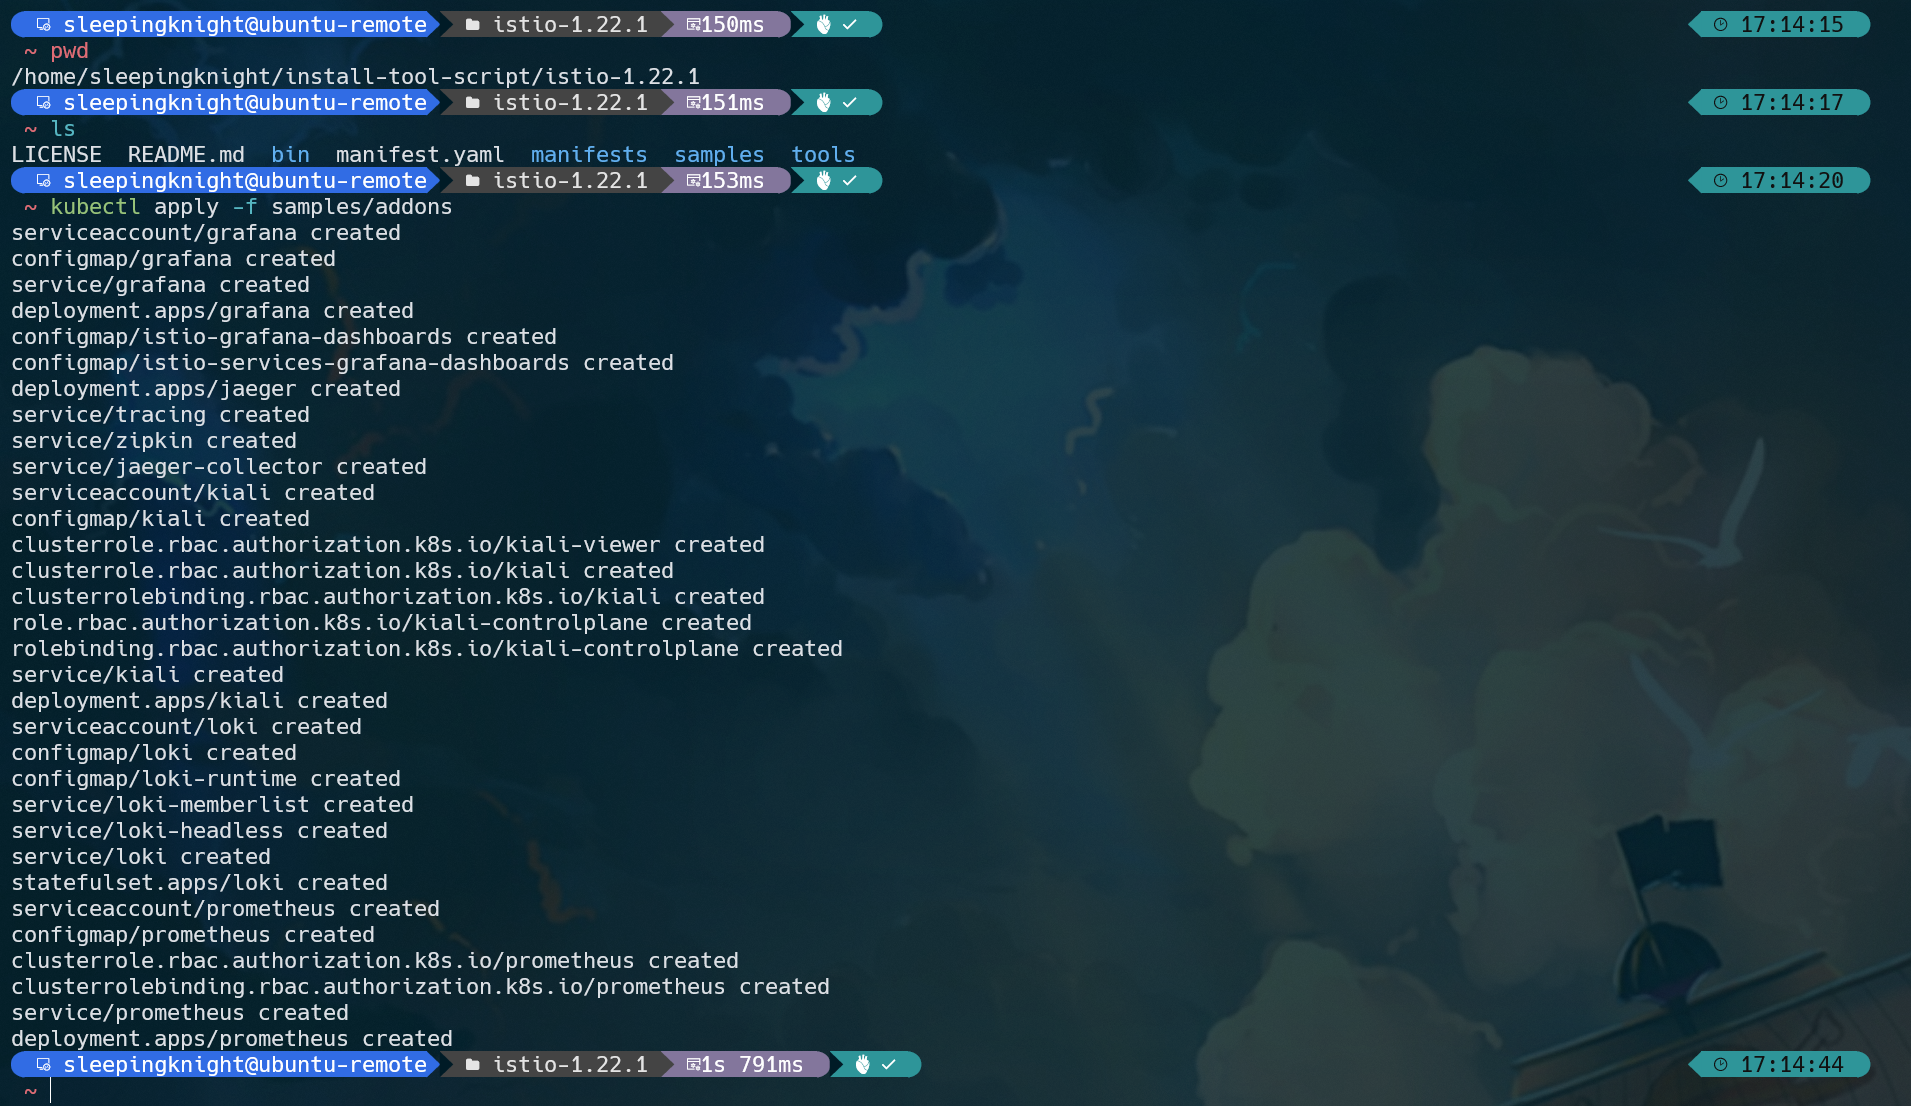 sleepingknight@ubuntu-remote istio-1.22.1 150ms ✓ 17:14:15
~ pwd
/home/sleepingknight/install-tool-script/istio-1.22.1
sleepingknight@ubuntu-remote istio-1.22.1 151ms ✓ 17:14:17
~ ls
LICENSE README.md bin manifest.yaml manifests samples tools
sleepingknight@ubuntu-remote istio-1.22.1 153ms ✓ 17:14:20
~ kubectl apply -f samples/addons
serviceaccount/grafana created
configmap/grafana created
service/grafana created
deployment.apps/grafana created
configmap/istio-grafana-dashboards created
configmap/istio-services-grafana-dashboards created
deployment.apps/jaeger created
service/tracing created
service/zipkin created
service/jaeger-collector created
serviceaccount/kiali created
configmap/kiali created
clusterrole.rbac.authorization.k8s.io/kiali-viewer created
clusterrole.rbac.authorization.k8s.io/kiali created
clusterrolebinding.rbac.authorization.k8s.io/kiali created
role.rbac.authorization.k8s.io/kiali-controlplane created
rolebinding.rbac.authorization.k8s.io/kiali-controlplane created
service/kiali created
deployment.apps/kiali created
serviceaccount/loki created
configmap/loki created
configmap/loki-runtime created
service/loki-memberlist created
service/loki-headless created
service/loki created
statefulset.apps/loki created
serviceaccount/prometheus created
configmap/prometheus created
clusterrole.rbac.authorization.k8s.io/prometheus created
clusterrolebinding.rbac.authorization.k8s.io/prometheus created
service/prometheus created
deployment.apps/prometheus created
sleepingknight@ubuntu-remote istio-1.22.1 1s 791ms ✓ 17:14:44
~